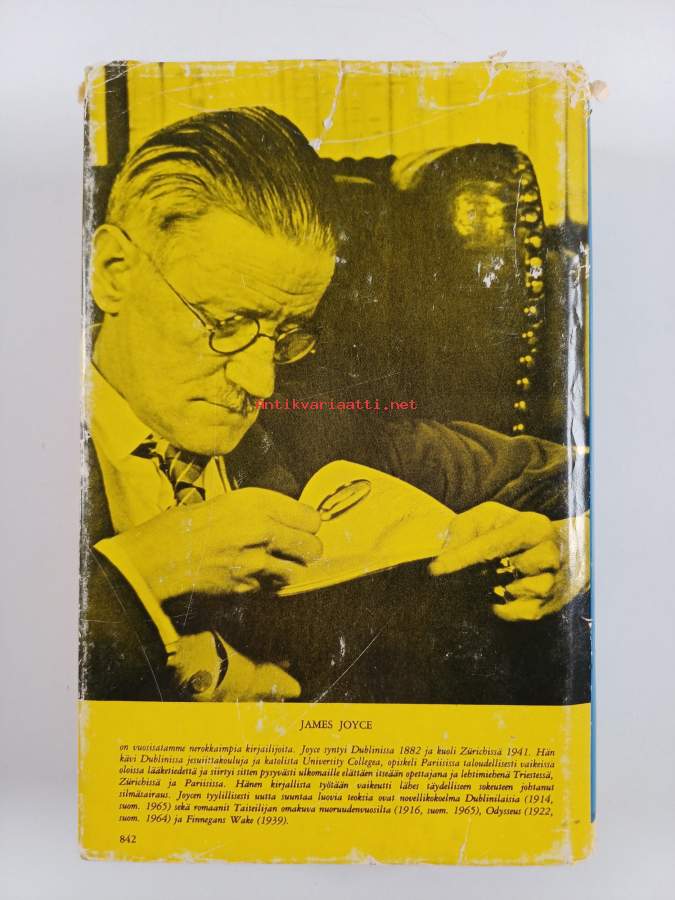 antikvariaatti.net
JAMES JOYCE
on vuosisatamme nerokkaimpia kirjailijoita. Joyce syntyi Dublinissa 1882 ja kuoli Zürichissä 1941. Hän
kävi Dublinissa jesuiittakouluja ja katolista University Collegea, opiskeli Pariisissa taloudellisesti vaikeissa
oloissa lääketiedettä ja siirtyi sitten pysyvästi ulkomaille elättäen itseään opettajana ja lehtimiehenä Triestessä,
Zürichissä ja Pariisissa. Hänen kirjallista työtään vaikeutti lähes täydelliseen sokeuteen johtanut
silmäsairaus. Joycen tyylillisesti uutta suuntaa luovia teoksia ovat novellikokoelma Dublinilaisia (1914,
suom. 1965) sekä romaanit Taiteilijan omakuva nuoruudenvuosilta (1916, suom. 1965), Odysseus (1922,
suom. 1964) ja Finnegans Wake (1939).
842